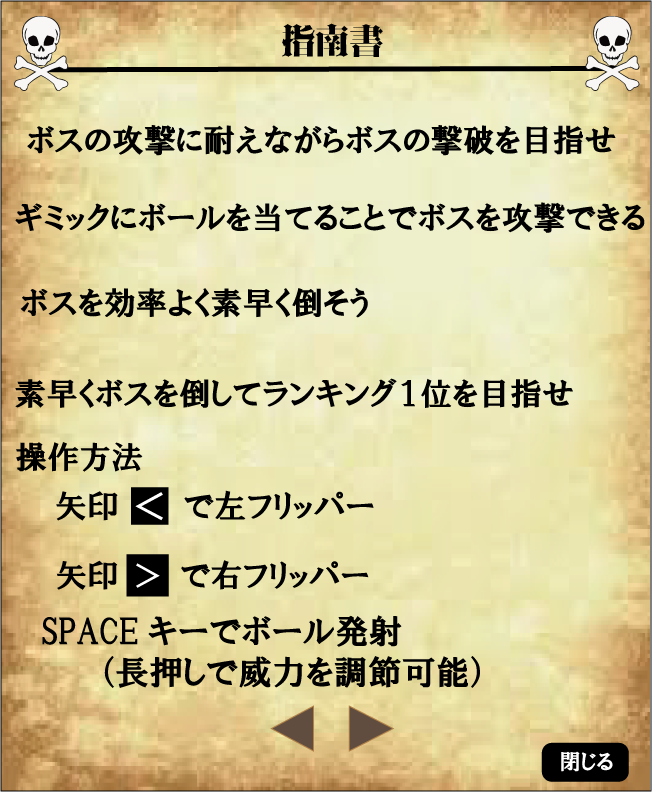 指南書
ボスの攻撃に耐えながらボスの撃破を目指せ
ギミックにボールを当てることでボスを攻撃できる
ボスを効率よく素早く倒そう
素早くボスを倒してランキング1位を目指せ
操作方法
矢印 < で左フリッパー
矢印 > で右フリッパー
SPACE キーでボール発射
（長押しで威力を調節可能）
閉じる